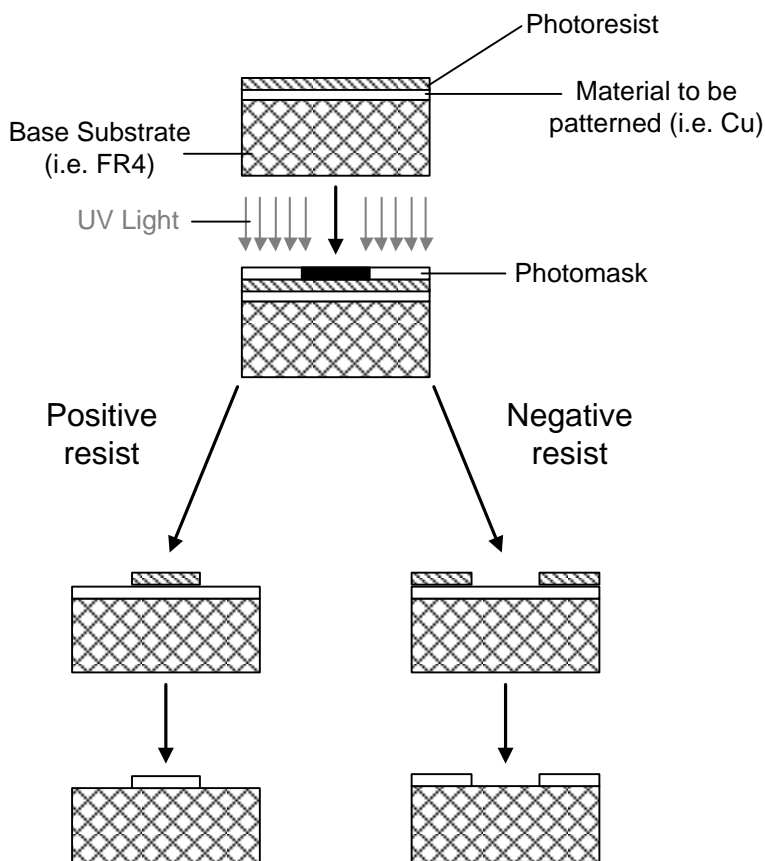 Photoresist
Material to be
patterned (i.e. Cu)
Base Substrate
(i.e. FR4)
UV Light
Photomask
Positive
resist
Negative
resist